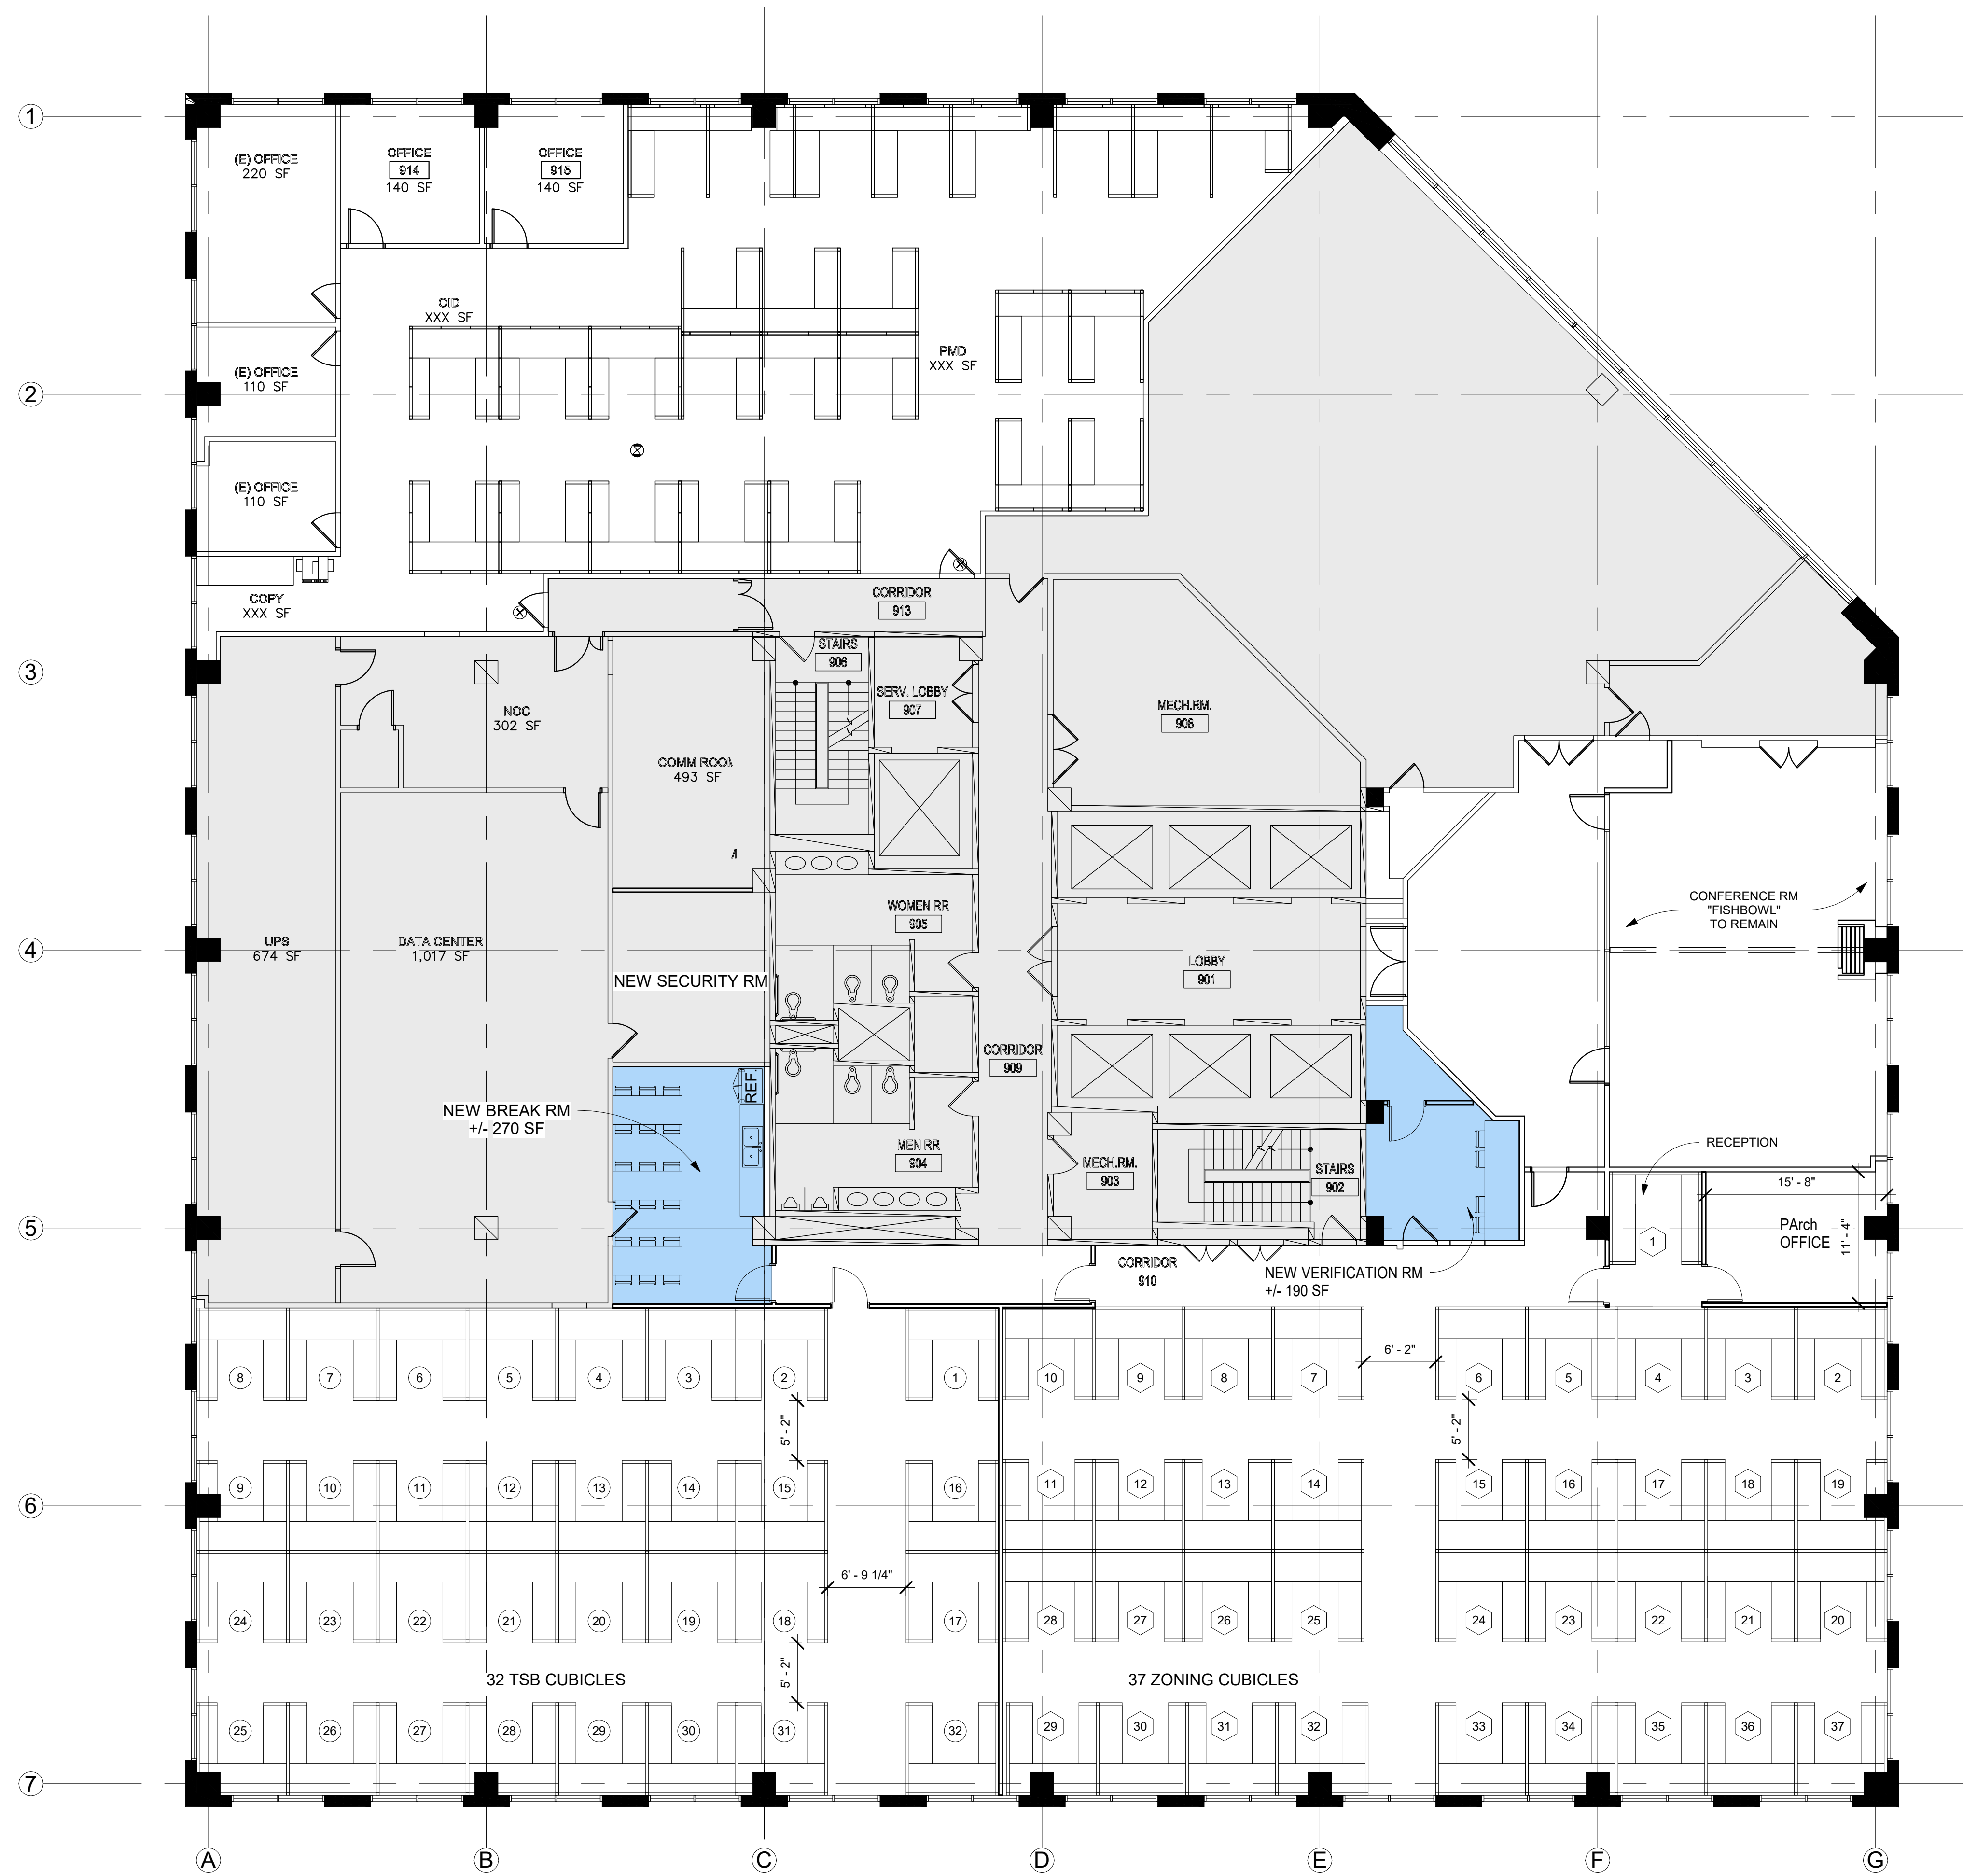 1
(E) OFFICE
220 SF
OFFICE
914
140 SF
OFFICE
915
140 SF
OID
XXX SF
PMD
XXX SF
2
(E) OFFICE
110 SF
(E) OFFICE
110 SF
COPY
XXX SF
CORRIDOR
913
3
STAIRS
906
SERV. LOBBY
907
NOC
302 SF
MECH.RM.
908
COMM ROOM
493 SF
CONFERENCE RM
"FISHBOWL"
TO REMAIN
WOMEN RR
905
4
UPS
674 SF
DATA CENTER
1,017 SF
LOBBY
901
NEW SECURITY RM
CORRIDOR
909
REF.
NEW BREAK RM
+/- 270 SF
MEN RR
904
MECH.RM.
903
STAIRS
902
RECEPTION
15' - 8"
5
PArch
OFFICE
11' - 4"
1
CORRIDOR
910
NEW VERIFICATION RM
+/- 190 SF
6' - 2"
8 7 6 5 4 3 2 1
10 9 8 7 6 5 4 3 2
5' - 2"
5' - 2"
9 10 11 12 13 14 15 16
11 12 13 14 15 16 17 18 19
6
6' - 9 1/4"
24 23 22 21 20 19 18 17
28 27 26 25 24 23 22 21 20
5' - 2"
32 TSB CUBICLES
37 ZONING CUBICLES
25 26 27 28 29 30 31 32
29 30 31 32 33 34 35 36 37
7
A B C D E F G